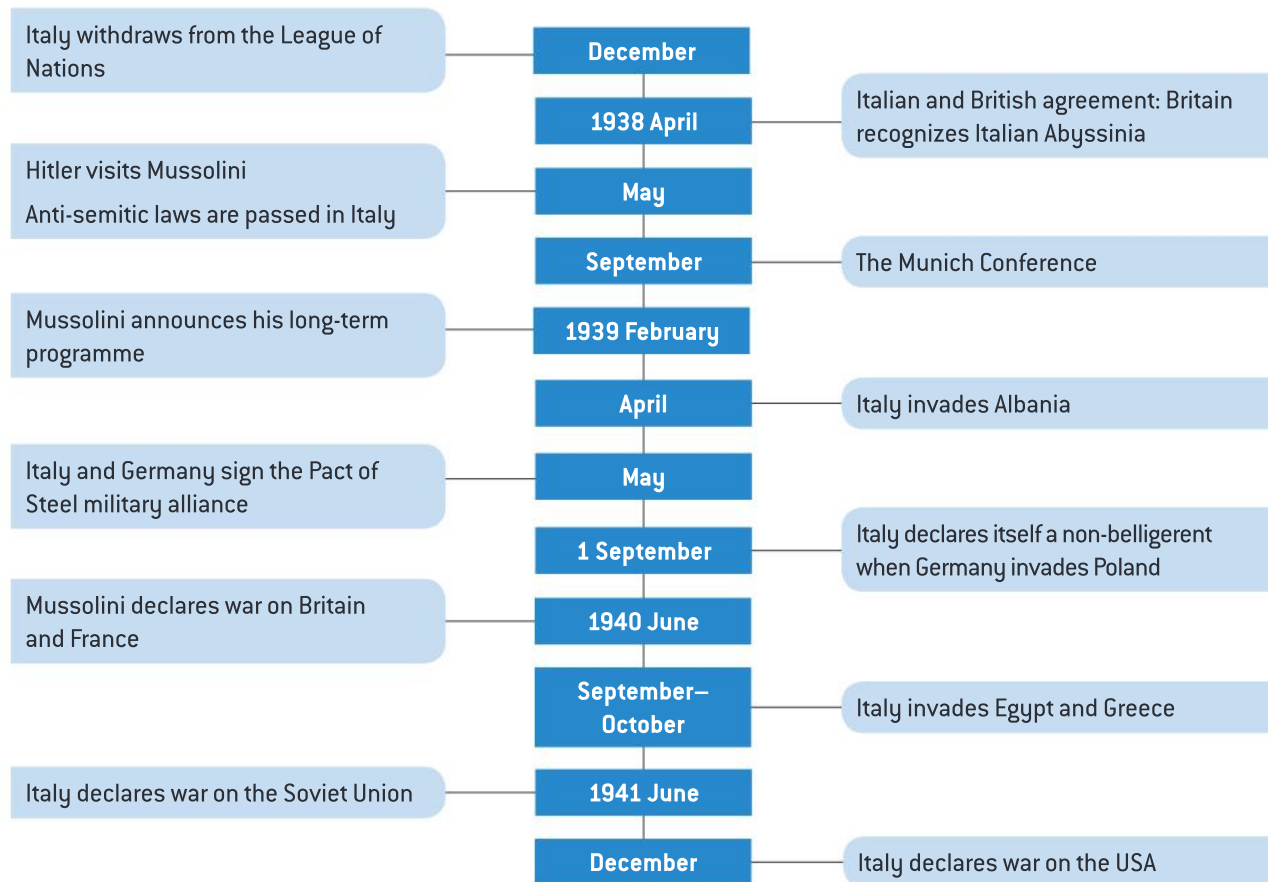 Italy withdraws from the League of
Nations
December
1938 April
Italian and British agreement: Britain
recognizes Italian Abyssinia
Hitler visits Mussolini
Anti-semitic laws are passed in Italy
May
September
The Munich Conference
Mussolini announces his long-term
programme
1939 February
April
Italy invades Albania
Italy and Germany sign the Pact of
Steel military alliance
May
1 September
Italy declares itself a non-belligerent
when Germany invades Poland
Mussolini declares war on Britain
and France
1940 June
September–
October
Italy invades Egypt and Greece
Italy declares war on the Soviet Union
1941 June
December
Italy declares war on the USA